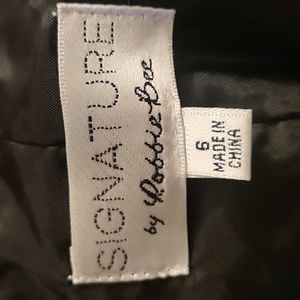 SIGNATURE
by Robbie Bee
6
MADE IN
CHINA